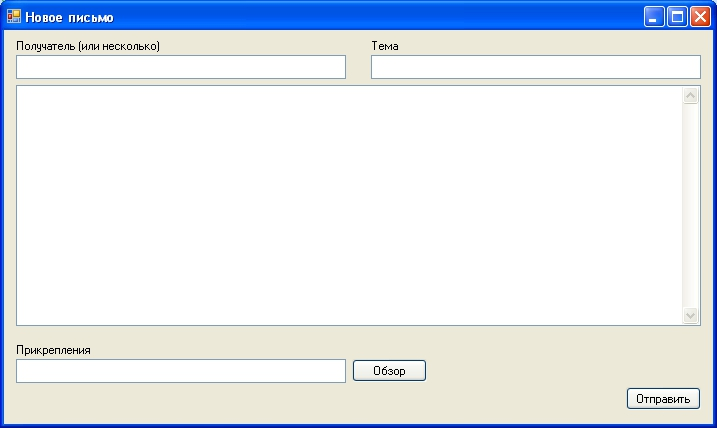 Новое письмо
Получатель (или несколько)
Тема
Прикрепления
Обзор
Отправить